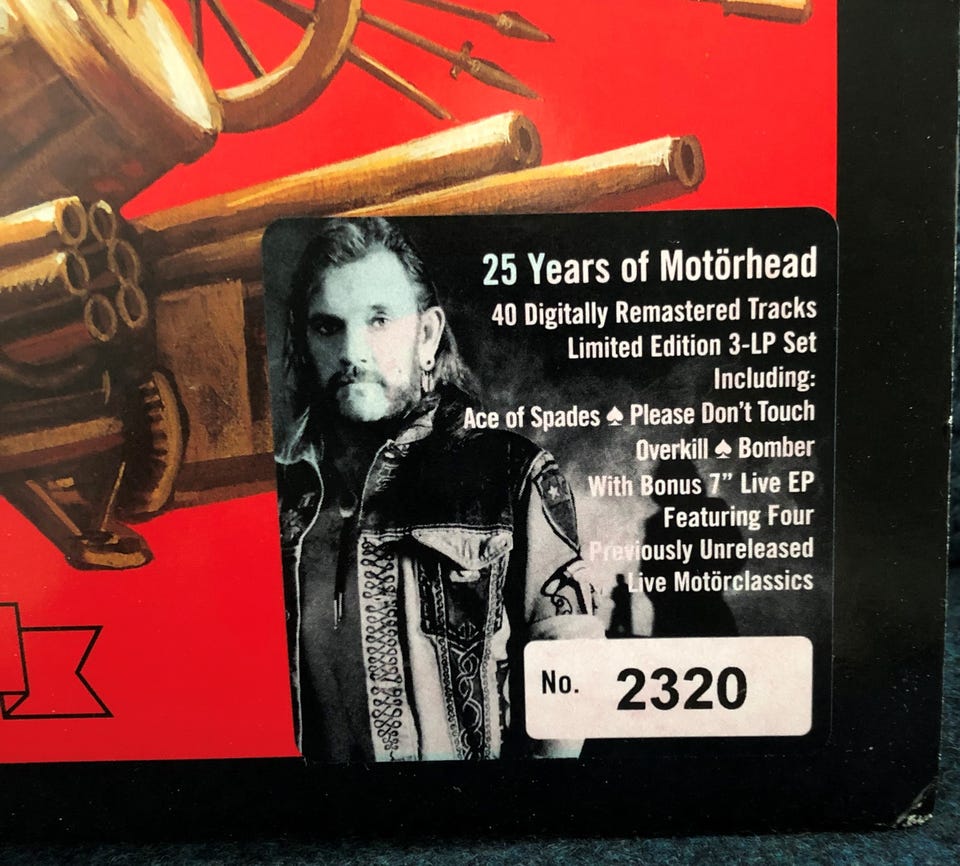 25 Years of Motörhead
40 Digitally Remastered Tracks
Limited Edition 3-LP Set
Including:
Ace of Spades ♠ Please Don't Touch
Overkill ♠ Bomber
With Bonus 7” Live EP
Featuring Four
Previously Unreleased
Live Motörclassics
No. 2320